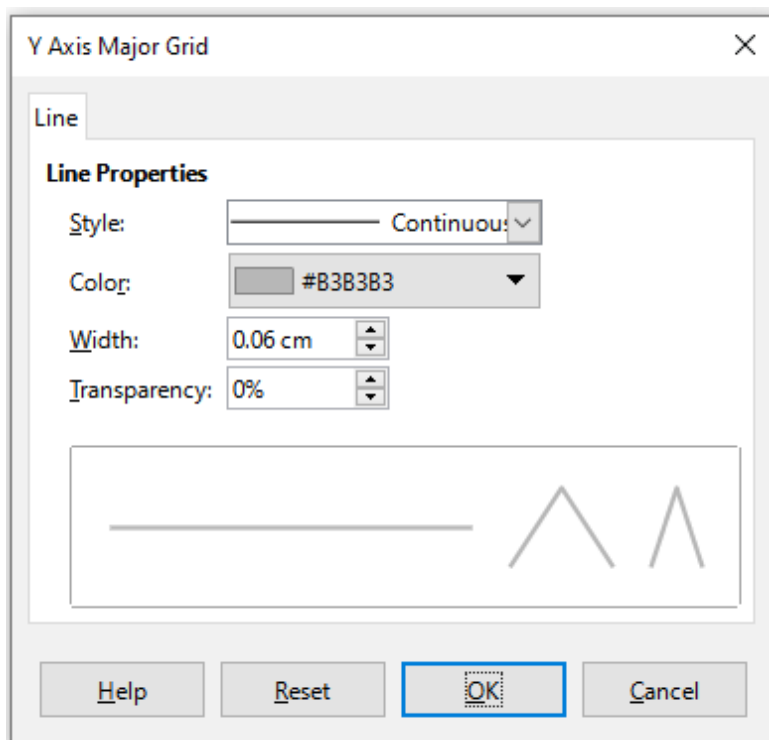 Y Axis Major Grid
Line
Line Properties
Style: Continuous
Color: #B3B3B3
Width: 0.06 cm
Transparency: 0%
Help Reset OK Cancel